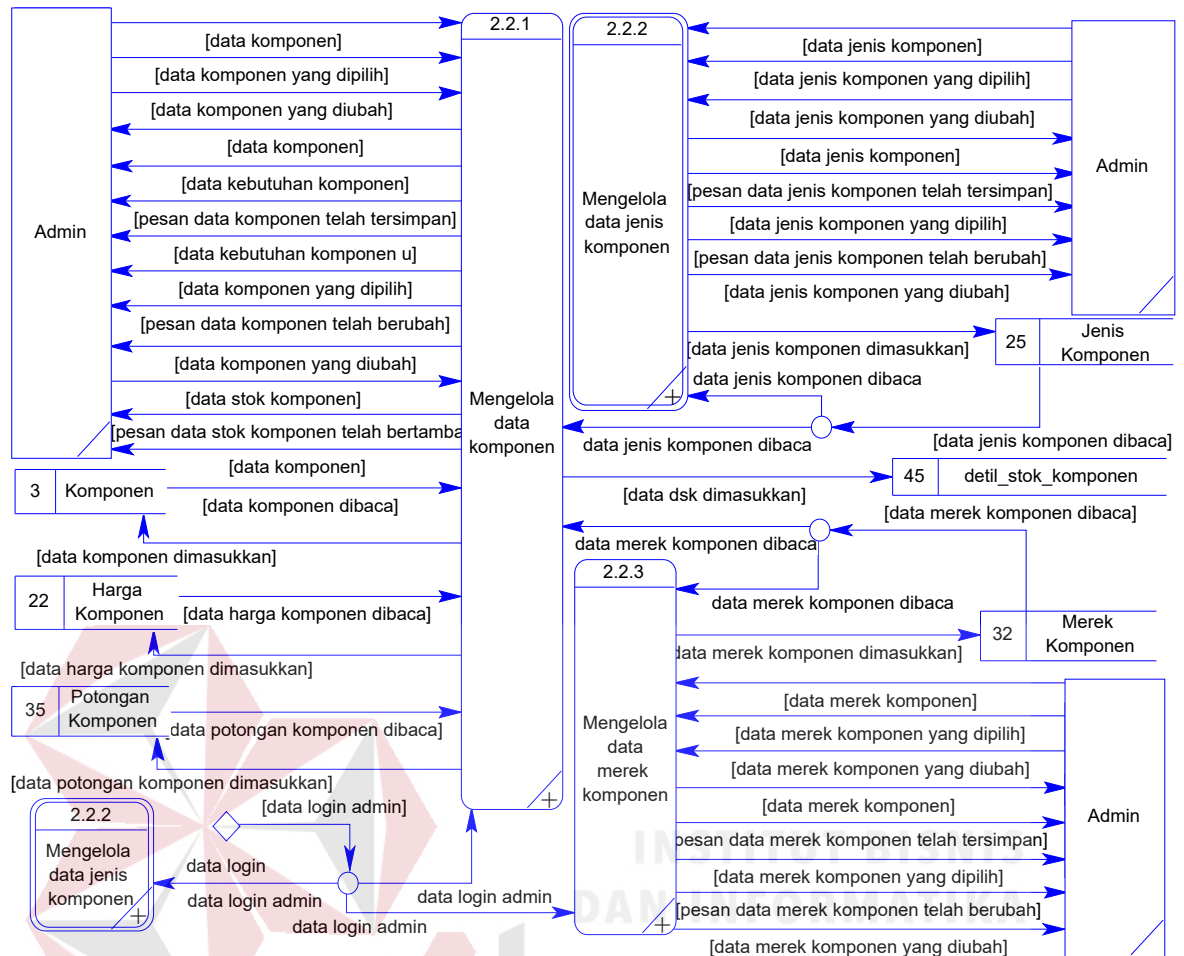 2.2.1
2.2.2
[data komponen]
[data komponen yang dipilih]
[data komponen yang diubah]
[data komponen]
[data kebutuhan komponen]
[pesan data komponen telah tersimpan]
[data kebutuhan komponen u]
[data komponen yang dipilih]
[pesan data komponen telah berubah]
[data komponen yang diubah]
[data stok komponen]
[pesan data stok komponen telah bertamba
[data komponen]
Admin
Mengelola
data
komponen
[data jenis komponen]
[data jenis komponen yang dipilih]
[data jenis komponen yang diubah]
[data jenis komponen]
[pesan data jenis komponen telah tersimpan]
[data jenis komponen yang dipilih]
[pesan data jenis komponen telah berubah]
[data jenis komponen yang diubah]
Mengelola
data jenis
komponen
Admin
[data jenis komponen dimasukkan]
25
Jenis
Komponen
data jenis komponen dibaca
data jenis komponen dibaca
[data jenis komponen dibaca]
3
Komponen
[data komponen dibaca]
[data komponen dimasukkan]
[data dsk dimasukkan]
45
detil_stok_komponen
[data merek komponen dibaca]
data merek komponen dibaca
2.2.3
data merek komponen dibaca
22
Harga
Komponen
[data harga komponen dibaca]
[data harga komponen dimasukkan]
data merek komponen dimasukkan]
32
Merek
Komponen
35
Potongan
Komponen
data potongan komponen dibaca]
[data potongan komponen dimasukkan]
Mengelola
data
merek
komponen
[data merek komponen]
[data merek komponen yang dipilih]
[data merek komponen yang diubah]
[data merek komponen]
pesan data merek komponen telah tersimpan]
[data merek komponen yang dipilih]
[pesan data merek komponen telah berubah]
[data merek komponen yang diubah]
Admin
2.2.2
Mengelola
data jenis
komponen
[data login admin]
data login
data login admin
data login admin
data login admin
INSTITUT BISNIS
DAN INFORMATIKA